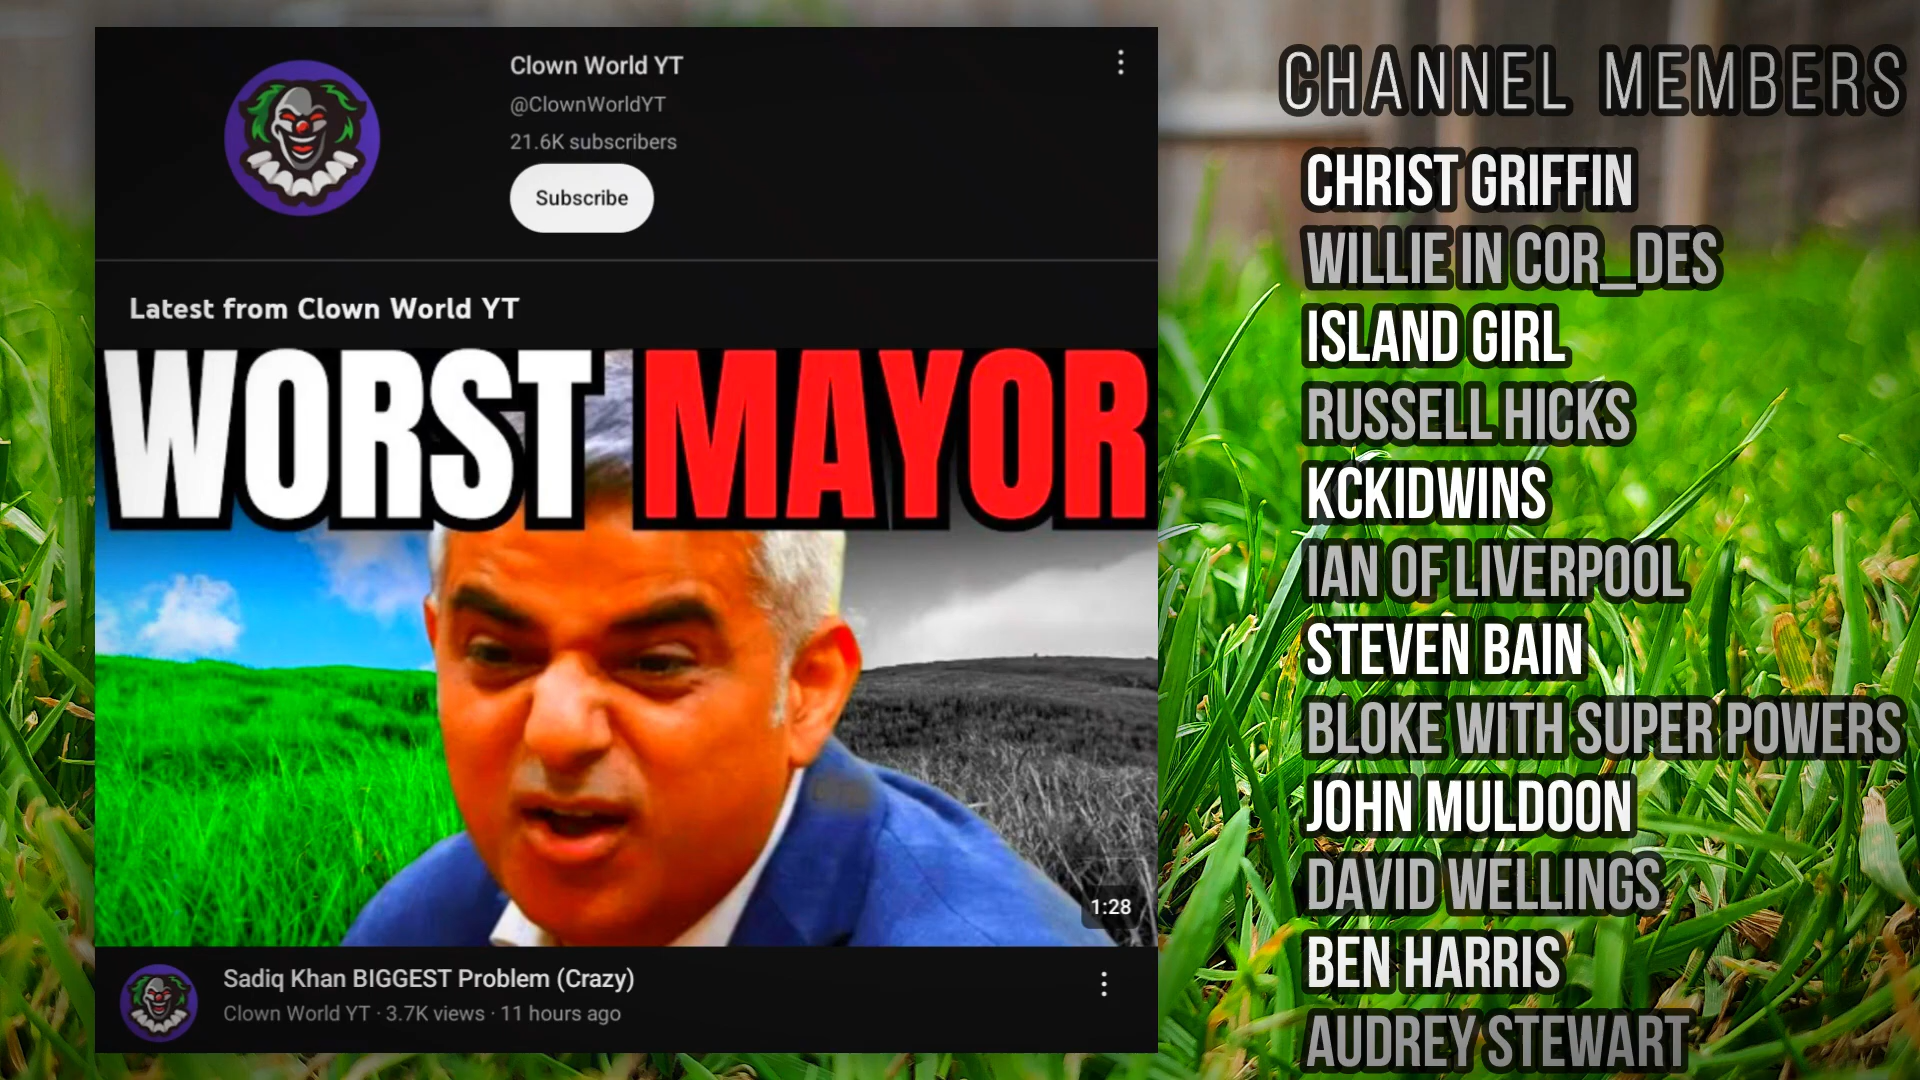 Clown World YT
@ClownWorldYT
21.6K subscribers
Subscribe
Latest from Clown World YT
WORST MAYOR
1:28
Sadiq Khan BIGGEST Problem (Crazy)
Clown World YT · 3.7K views · 11 hours ago
CHANNEL MEMBERS
CHRIST GRIFFIN
WILLIE IN COR_DES
ISLAND GIRL
RUSSELL HICKS
KCKIDWINS
IAN OF LIVERPOOL
STEVEN BAIN
BLOKE WITH SUPER POWERS
JOHN MULDOON
DAVID WELLINGS
BEN HARRIS
AUDREY STEWART